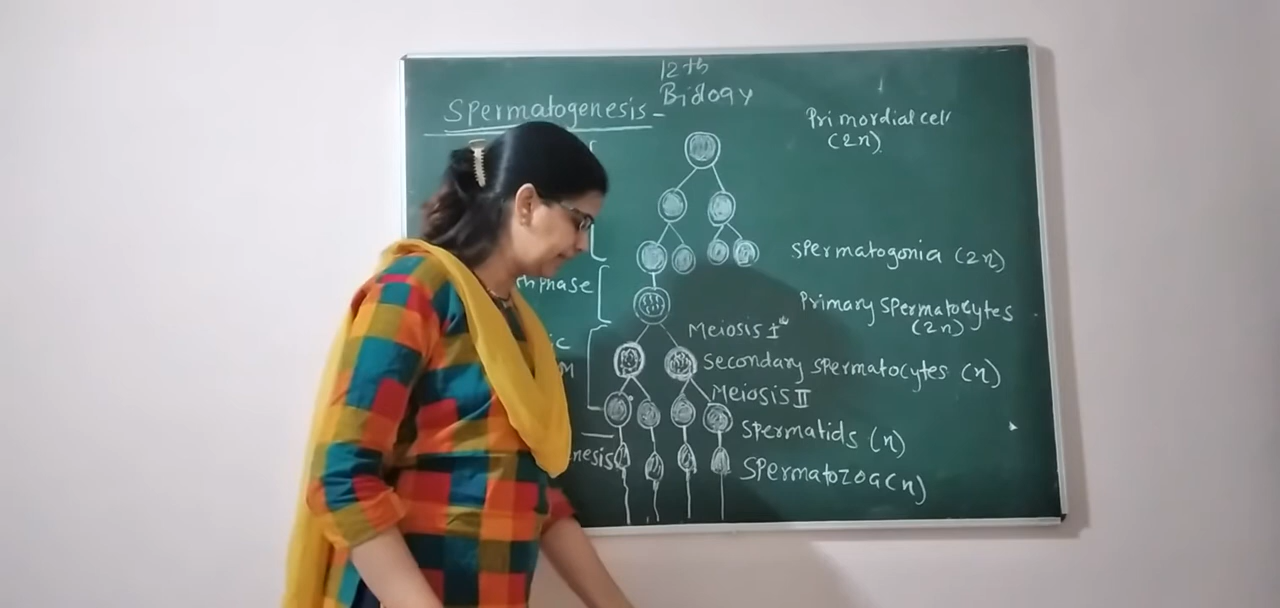 12th
Biology
Spermatogenesis-
Primordial cell
(2n)
Spermatogonia (2n)
phase
Primary Spermatocytes
(2n)
Meiosis I
Secondary Spermatocytes (n)
Meiosis II
Spermatids (n)
nesis
Spermatozoa(n)